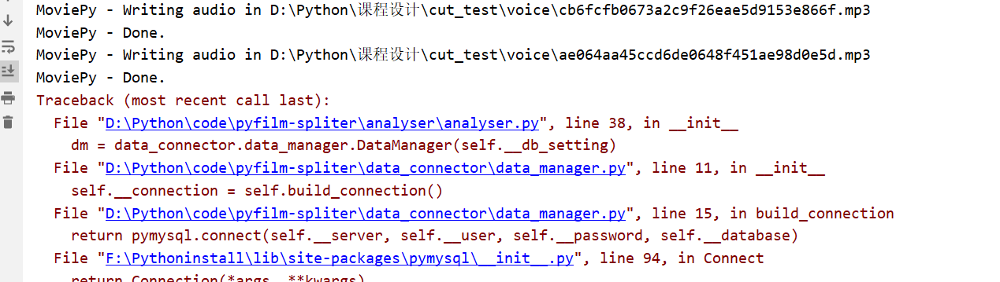 MoviePy - Writing audio in D:\Python\课程设计\cut_test\voice\cb6fcfb0673a2c9f26eae5d9153e866f.mp3
MoviePy - Done.
MoviePy - Writing audio in D:\Python\课程设计\cut_test\voice\ae064aa45ccd6de0648f451ae98d0e5d.mp3
MoviePy - Done.
Traceback (most recent call last):
  File "D:\Python\code\pyfilm-spliter\analyser\analyser.py", line 38, in __init__
    dm = data_connector.data_manager.DataManager(self.__db_setting)
  File "D:\Python\code\pyfilm-spliter\data_connector\data_manager.py", line 11, in __init__
    self.__connection = self.build_connection()
  File "D:\Python\code\pyfilm-spliter\data_connector\data_manager.py", line 15, in build_connection
    return pymysql.connect(self.__server, self.__user, self.__password, self.__database)
  File "F:\Pythoninstall\lib\site-packages\pymysql\__init__.py", line 94, in Connect
    return Connection(*args, **kwargs)